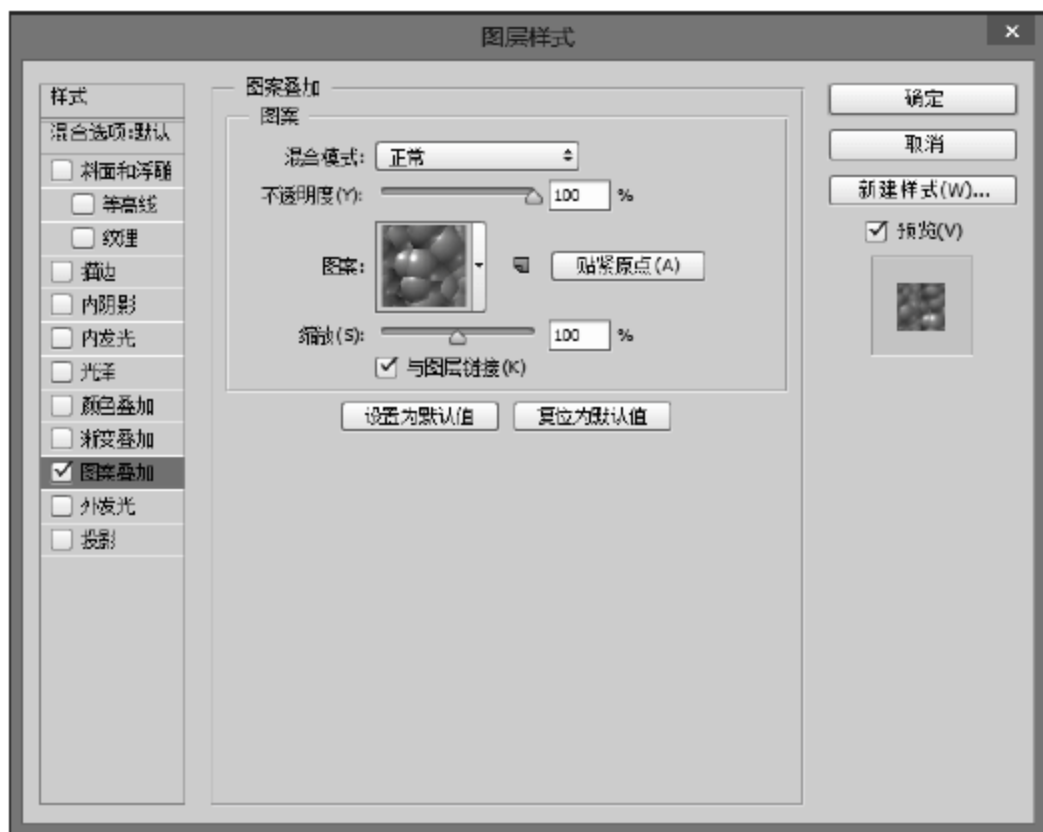 图层样式
样式
混合选项:默认
斜面和浮雕
等高线
纹理
描边
内阴影
内发光
光泽
颜色叠加
渐变叠加
图案叠加
外发光
投影
图案叠加
图案
混合模式: 正常
不透明度(Y): 100 %
图案: 贴紧原点(A)
缩放(S): 100 %
与图层链接(K)
设置为默认值 复位为默认值
确定
取消
新建样式(W)...
预览(V)